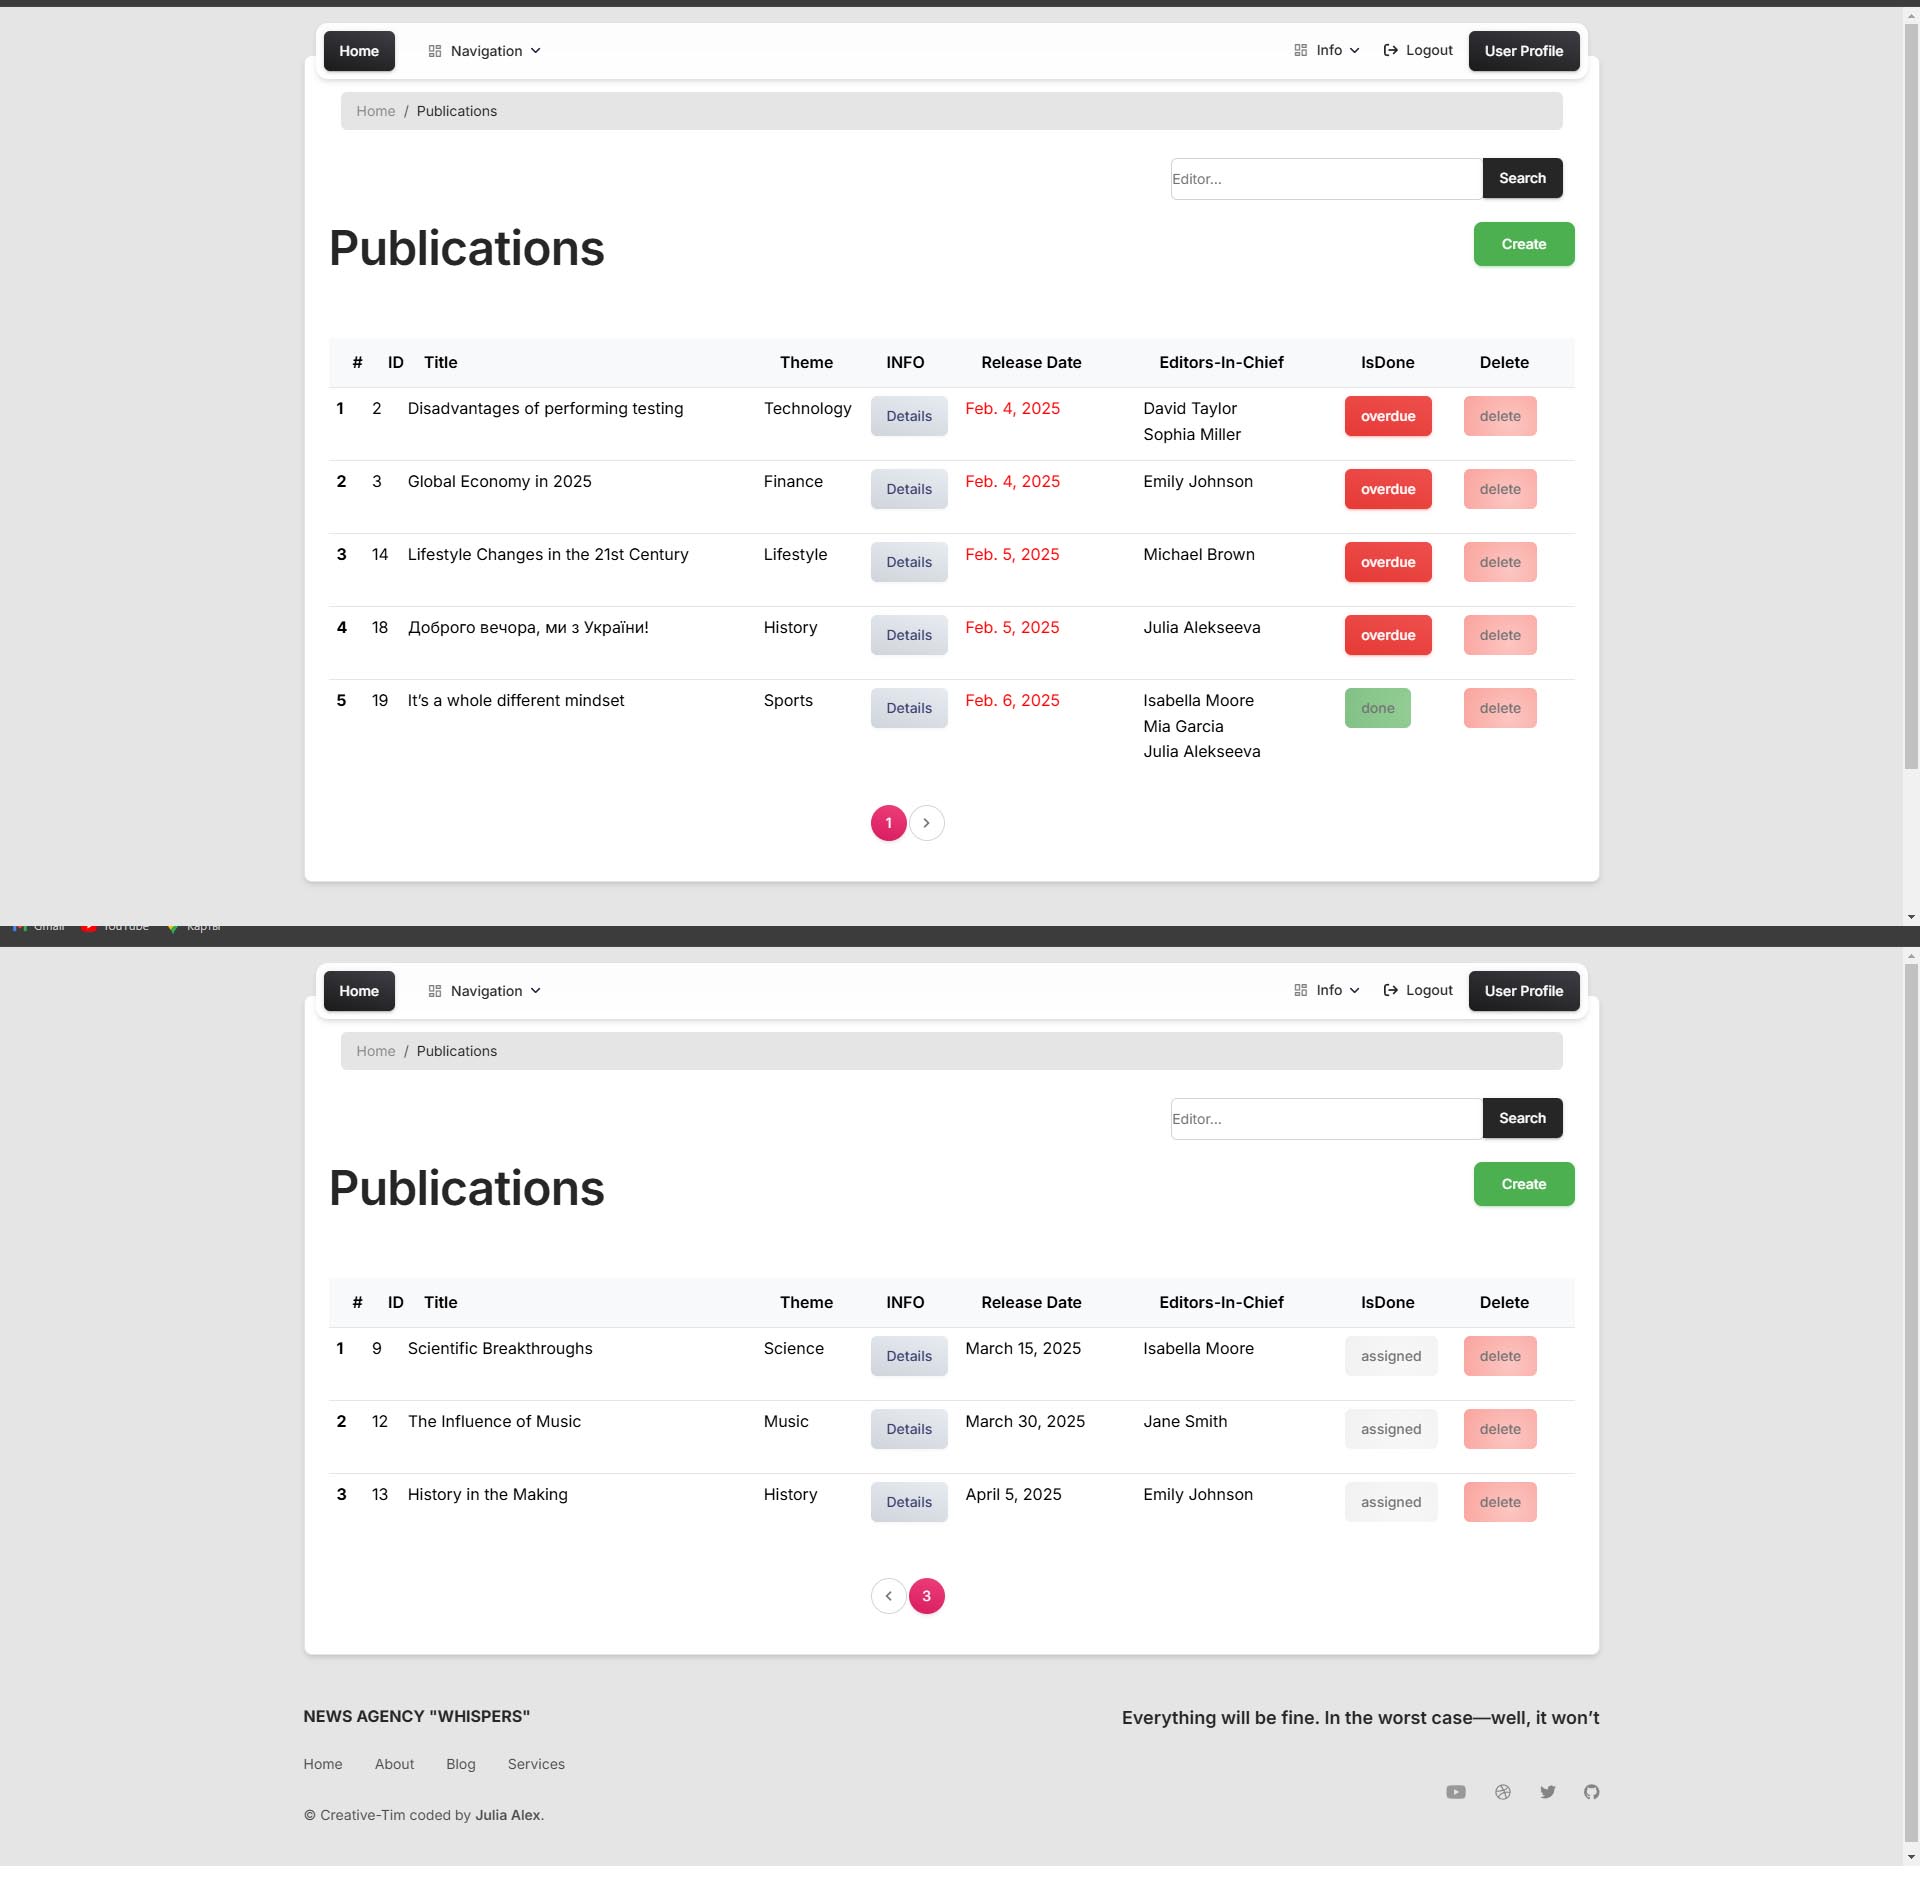 Home Navigation Info Logout User Profile
Home / Publications
Editor... Search
Publications Create
# ID Title Theme INFO Release Date Editors-In-Chief IsDone Delete
1 2 Disadvantages of performing testing Technology Details Feb. 4, 2025 David Taylor overdue delete
Sophia Miller
2 3 Global Economy in 2025 Finance Details Feb. 4, 2025 Emily Johnson overdue delete
3 14 Lifestyle Changes in the 21st Century Lifestyle Details Feb. 5, 2025 Michael Brown overdue delete
4 18 Доброго вечора, ми з України! History Details Feb. 5, 2025 Julia Alekseeva overdue delete
5 19 It’s a whole different mindset Sports Details Feb. 6, 2025 Isabella Moore done delete
Mia Garcia
Julia Alekseeva
1
Gmail YouTube Карты
Home Navigation Info Logout User Profile
Home / Publications
Editor... Search
Publications Create
# ID Title Theme INFO Release Date Editors-In-Chief IsDone Delete
1 9 Scientific Breakthroughs Science Details March 15, 2025 Isabella Moore assigned delete
2 12 The Influence of Music Music Details March 30, 2025 Jane Smith assigned delete
3 13 History in the Making History Details April 5, 2025 Emily Johnson assigned delete
3
NEWS AGENCY "WHISPERS" Everything will be fine. In the worst case—well, it won’t
Home About Blog Services
© Creative-Tim coded by Julia Alex.